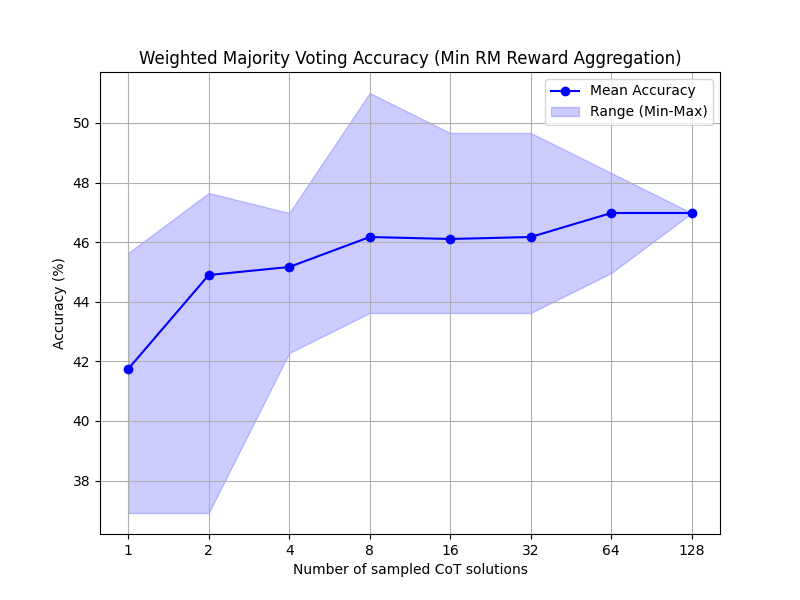 Weighted Majority Voting Accuracy (Min RM Reward Aggregation)
Mean Accuracy
Range (Min-Max)
Accuracy (%)
50
48
46
44
42
40
38
1 2 4 8 16 32 64 128
Number of sampled CoT solutions